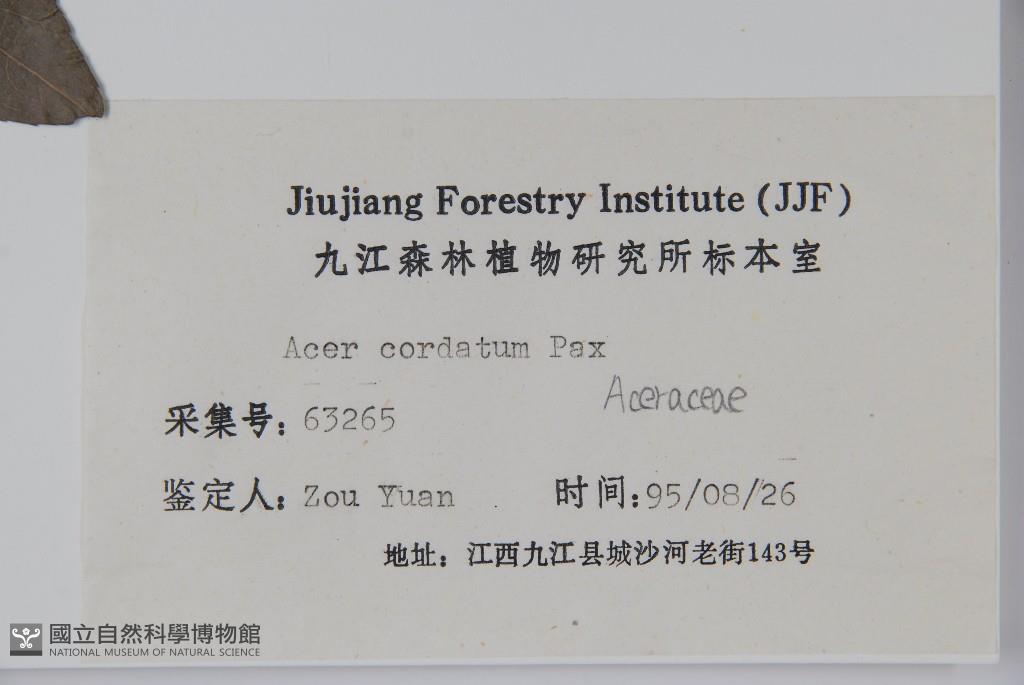 Jiujiang Forestry Institute (JJF)
九江森林植物研究所标本室
Acer cordatum Pax
Aceraceae
采集号: 63265
鉴定人: Zou Yuan 时间: 95/08/26
地址: 江西九江县城沙河老街143号
國立自然科學博物館
NATIONAL MUSEUM OF NATURAL SCIENCE